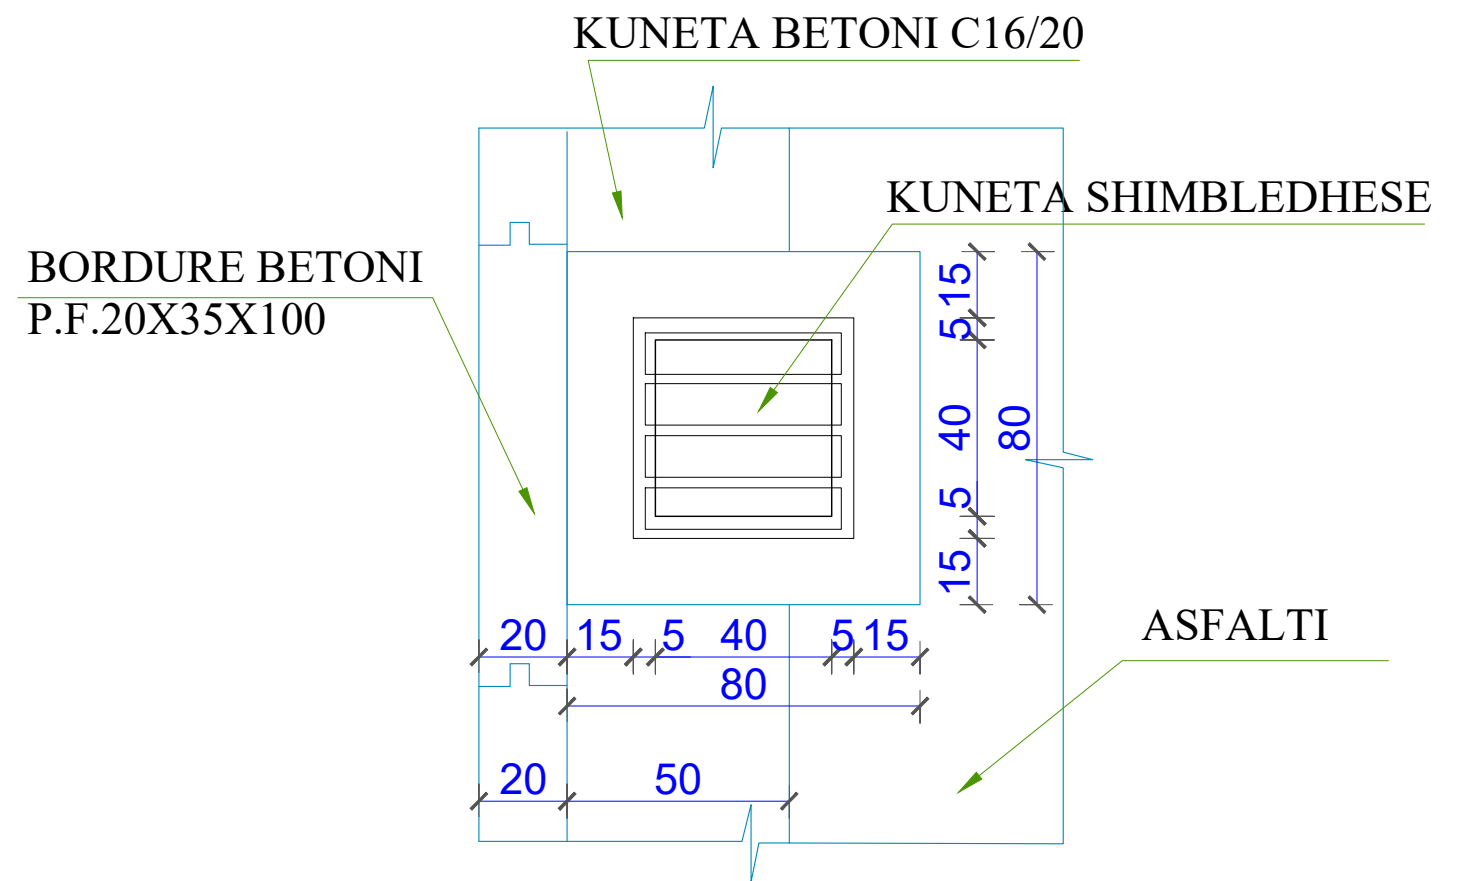 KUNETA BETONI C16/20
KUNETA SHIMBLEDHESE
BORDURE BETONI
P.F.20X35X100
15
5
40
80
5
15
ASFALTI
20 15 5 40 5 15
80
20 50